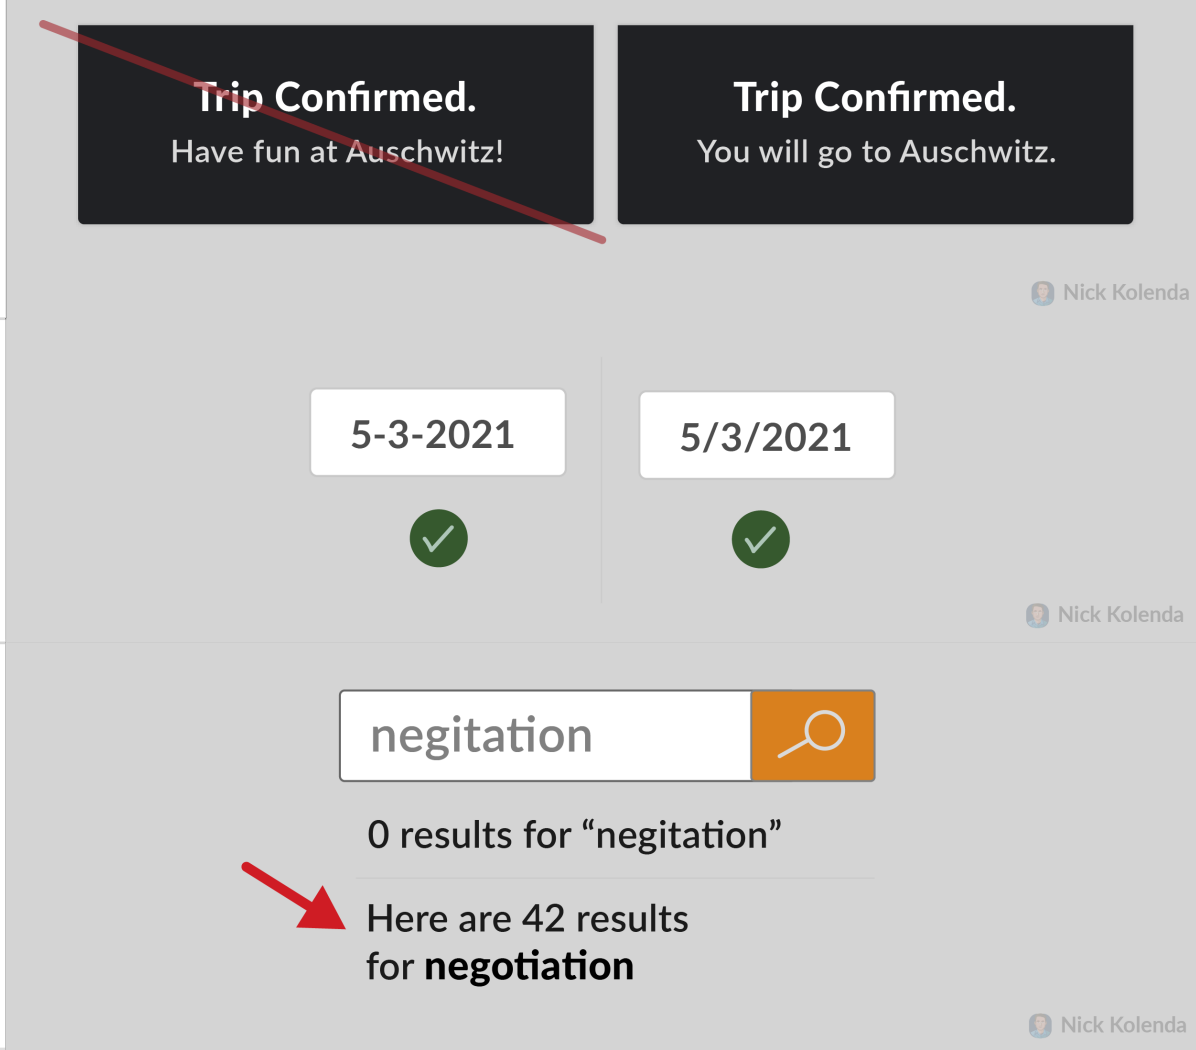 Trip Confirmed.
Have fun at Auschwitz!
Trip Confirmed.
You will go to Auschwitz.
Nick Kolenda
5-3-2021
5/3/2021
Nick Kolenda
negitation
0 results for “negitation”
Here are 42 results
for negotiation
Nick Kolenda